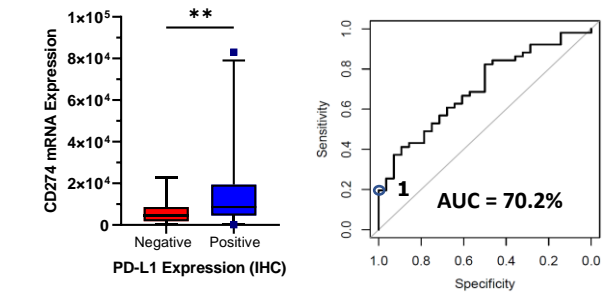 **
CD274 mRNA Expression
1×10⁵
8×10⁴
6×10⁴
4×10⁴
2×10⁴
0
Negative Positive
PD-L1 Expression (IHC)
Sensitivity
1.0
0.8
0.6
0.4
0.2
0.0
1
AUC = 70.2%
1.0 0.8 0.6 0.4 0.2 0.0
Specificity